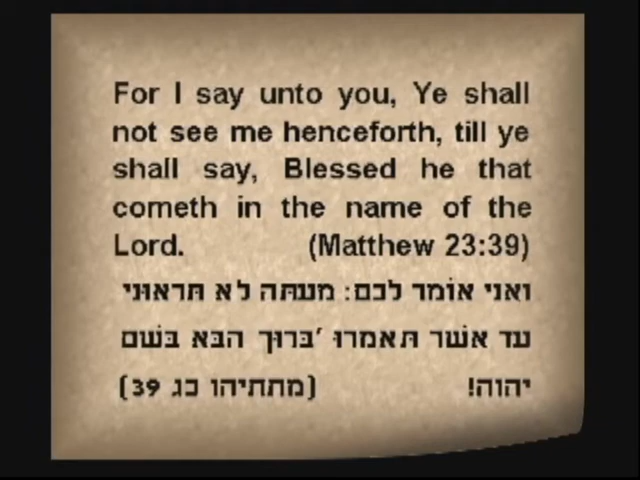 For I say unto you, Ye shall
not see me henceforth, till ye
shall say, Blessed he that
cometh in the name of the
Lord. (Matthew 23:39)
ואני אומר לכם: מעתה לא תראוני
עד אשר תאמרו 'ברוך הבא בשם
יהוה! (מתתיהו כג 39)